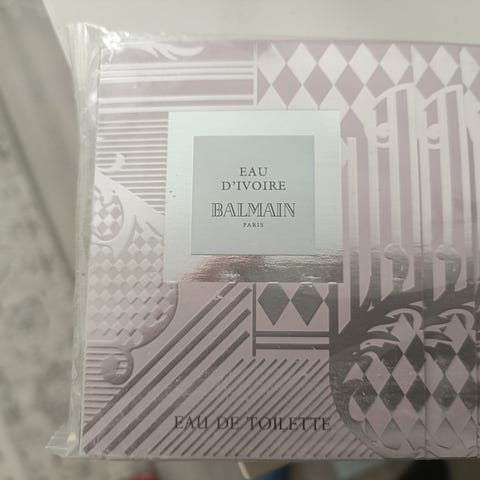 EAU
D'IVOIRE
BALMAIN
PARIS
EAU DE TOILETTE